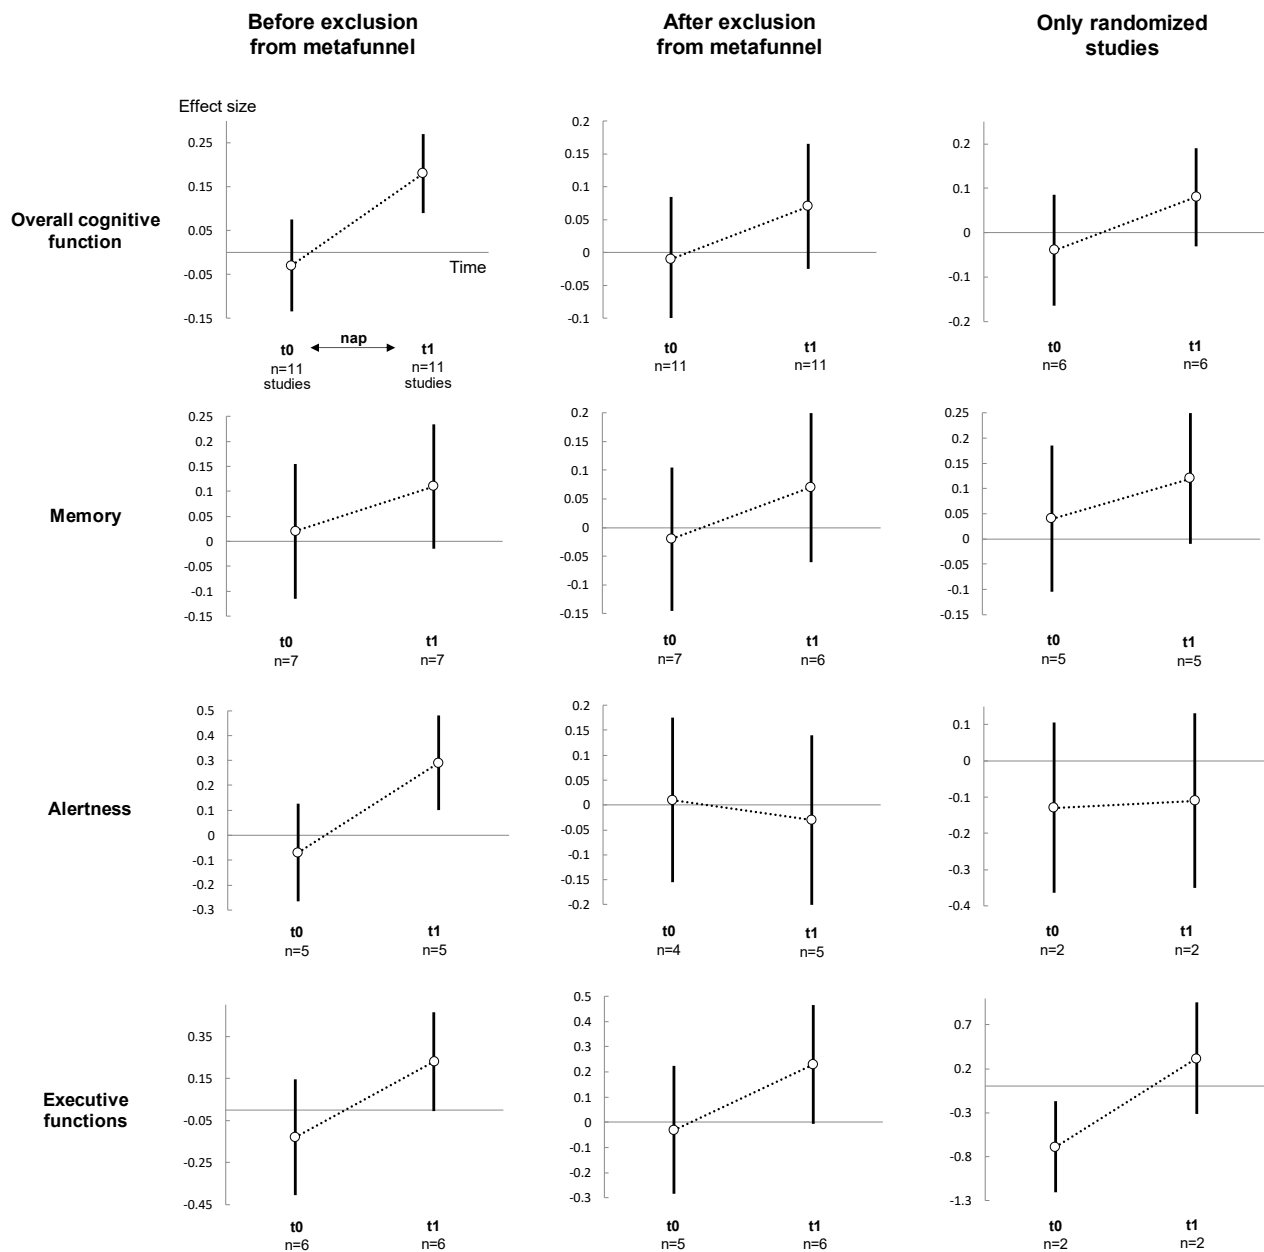 Before exclusion
from metafunnel
After exclusion
from metafunnel
Only randomized
studies
Overall cognitive
function
Effect size
0.25
0.15
0.05
-0.05
-0.15
Time
t0
nap
t1
n=11
studies
n=11
studies
0.2
0.15
0.1
0.05
0
-0.05
-0.1
t0
t1
n=11
n=11
0.2
0.1
0
-0.1
-0.2
t0
t1
n=6
n=6
Memory
0.25
0.2
0.15
0.1
0.05
0
-0.05
-0.1
-0.15
t0
t1
n=7
n=7
0.2
0.15
0.1
0.05
0
-0.05
-0.1
-0.15
t0
t1
n=7
n=6
0.25
0.2
0.15
0.1
0.05
0
-0.05
-0.1
-0.15
t0
t1
n=5
n=5
Alertness
0.5
0.4
0.3
0.2
0.1
0
-0.1
-0.2
-0.3
t0
t1
n=5
n=5
0.2
0.15
0.1
0.05
0
-0.05
-0.1
-0.15
-0.2
t0
t1
n=4
n=5
0.1
0
-0.1
-0.2
-0.3
-0.4
t0
t1
n=2
n=2
Executive
functions
0.35
0.15
-0.05
-0.25
-0.45
t0
t1
n=6
n=6
0.5
0.4
0.3
0.2
0.1
0
-0.1
-0.2
-0.3
t0
t1
n=5
n=6
0.7
0.2
-0.3
-0.8
-1.3
t0
t1
n=2
n=2